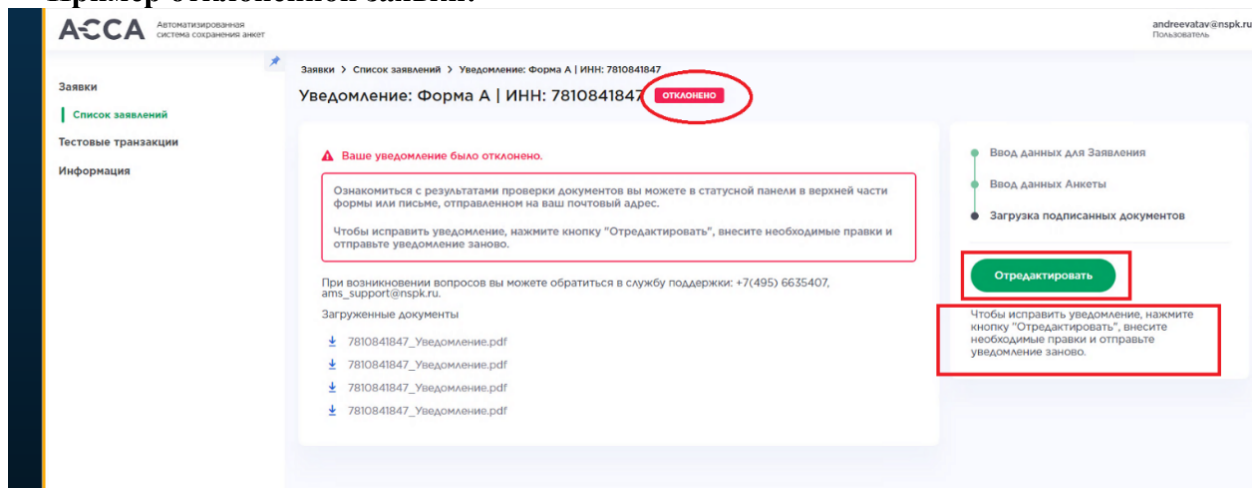 Пример отклоненной заявки:
АССА Автоматизированная
система сохранения анкет
andreevatav@nspk.ru
Пользователь
Заявки
Список заявлений
Тестовые транзакции
Информация
Заявки > Список заявлений > Уведомление: Форма А | ИНН: 7810841847
Уведомление: Форма А | ИНН: 7810841847 ОТКЛОНЕНО
Ваше уведомление было отклонено.
Ознакомиться с результатами проверки документов вы можете в статусной панели в верхней части
формы или письме, отправленном на ваш почтовый адрес.
Чтобы исправить уведомление, нажмите кнопку "Отредактировать", внесите необходимые правки и
отправьте уведомление заново.
При возникновении вопросов вы можете обратиться в службу поддержки: +7(495) 6635407,
ams_support@nspk.ru.
Загруженные документы
7810841847_Уведомление.pdf
7810841847_Уведомление.pdf
7810841847_Уведомление.pdf
7810841847_Уведомление.pdf
Ввод данных для Заявления
Ввод данных Анкеты
Загрузка подписанных документов
Отредактировать
Чтобы исправить уведомление, нажмите
кнопку "Отредактировать", внесите
необходимые правки и отправьте
уведомление заново.